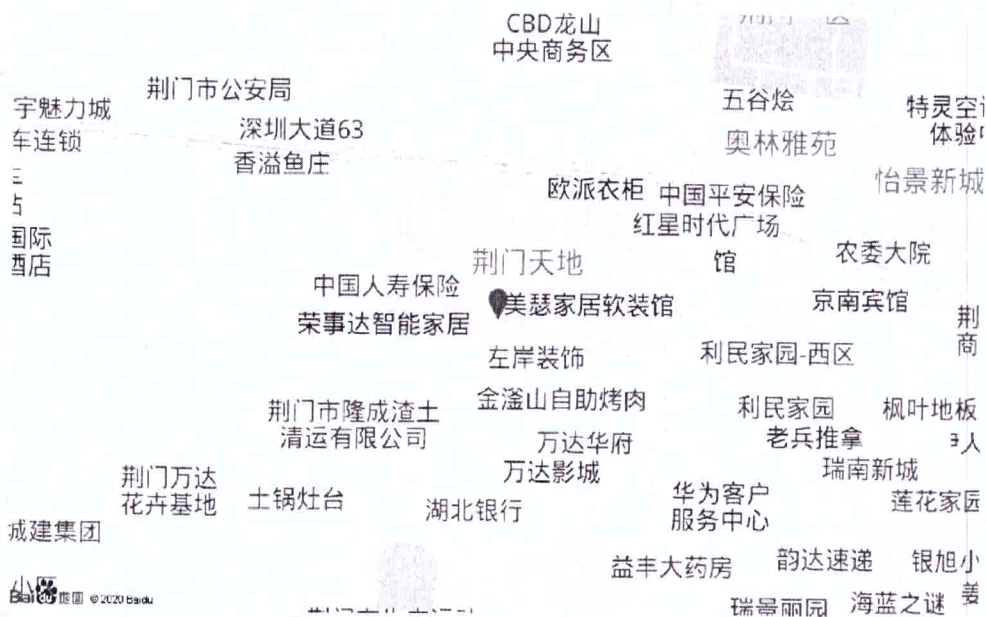 CBD龙山
中央商务区
荆门市公安局
宇魅力城
五谷烩
特灵空
体验
车连锁
深圳大道63
奥林雅苑
香溢鱼庄
欧派衣柜
中国平安保险
怡景新城
红星时代广场
国际
酒店
荆门天地
馆
农委大院
中国人寿保险
美瑟家居软装馆
京南宾馆
荣事达智能家居
荆
商
左岸装饰
利民家园-西区
金滏山自助烤肉
荆门市隆成渣土
清运有限公司
利民家园
枫叶地板
万达华府
老兵推拿
人
万达影城
瑞南新城
荆门万达
花卉基地
土锅灶台
湖北银行
华为客户
服务中心
莲花家园
城建集团
益丰大药房
韵达速递
银旭小
姜
Bai du 地图 © 2020 Baidu
瑞景丽园
海蓝之谜